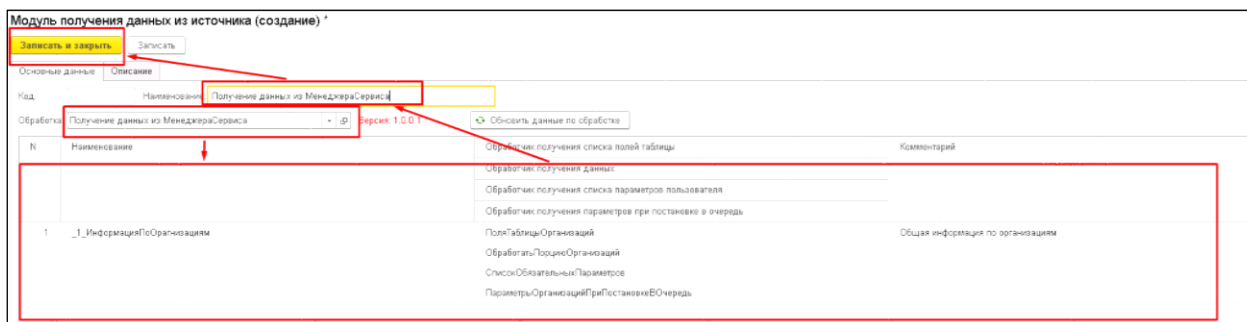 Модуль получения данных из источника (создание) *
Записать и закрыть Записать
Основные данные Описание
Код: Наименование: Получение данных из МенеджераСервиса
Обработка: Получение данных из МенеджераСервиса Версия: 1.0.0.1 Обновить данные по обработке
N Наименование Обработчик получения списка полей таблицы Комментарий
Обработчик получения данных
Обработчик получения списка параметров пользователя
Обработчик получения параметров при постановке в очередь
1 _1_ИнформацияПоОрагнизациям ПоляТаблицыОрганизаций Общая информация по организациям
ОбработатьПорциюОрганизаций
СписокОбязательныхПараметров
ПараметрыОрганизацийПриПостановкеВОчередь